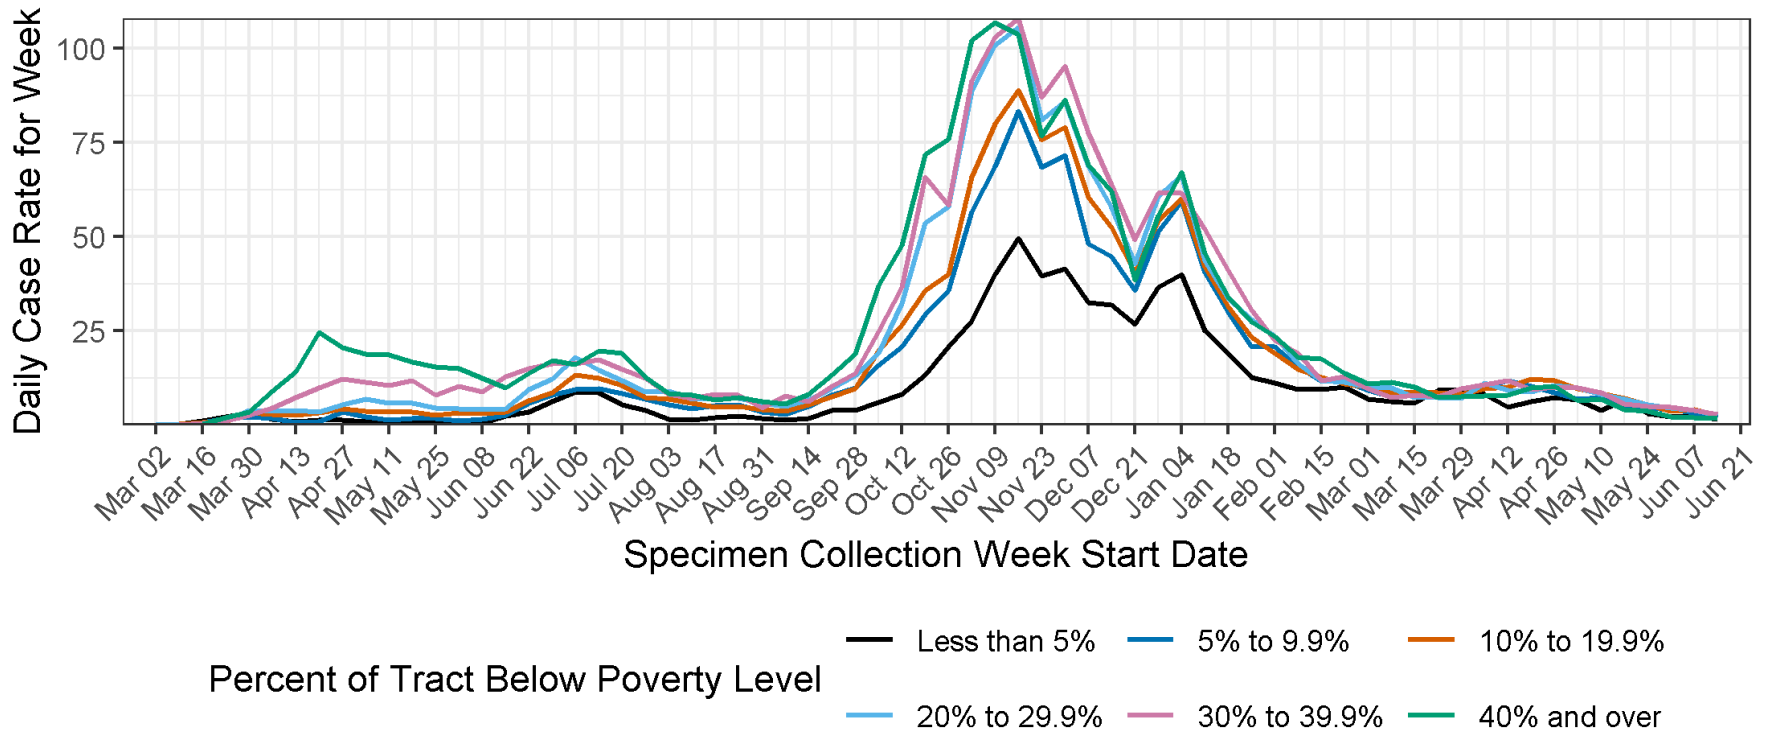 Daily Case Rate for Week
100
75
50
25
Mar 02
Mar 16
Mar 30
Apr 13
Apr 27
May 11
May 25
Jun 08
Jun 22
Jul 06
Jul 20
Aug 03
Aug 17
Aug 31
Sep 14
Sep 28
Oct 12
Oct 26
Nov 09
Nov 23
Dec 07
Dec 21
Jan 04
Jan 18
Feb 01
Feb 15
Mar 01
Mar 15
Mar 29
Apr 12
Apr 26
May 10
May 24
Jun 07
Jun 21
Specimen Collection Week Start Date
Percent of Tract Below Poverty Level
Less than 5%
5% to 9.9%
10% to 19.9%
20% to 29.9%
30% to 39.9%
40% and over